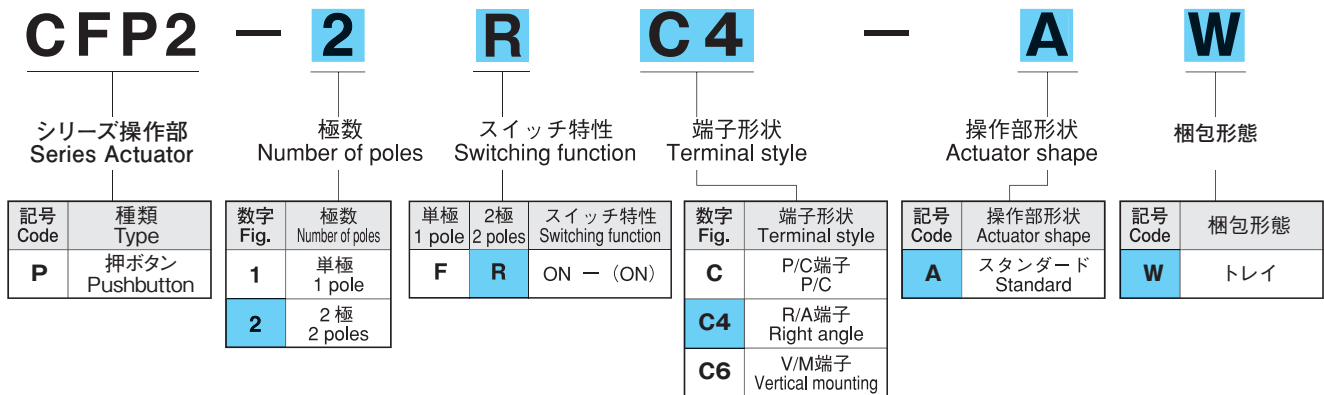 CFP2 — 2 R C4 — A W
シリーズ操作部
Series Actuator
極数
Number of poles
スイッチ特性
Switching function
端子形状
Terminal style
操作部形状
Actuator shape
梱包形態
記号
Code
種類
Type
P
押ボタン
Pushbutton
数字
Fig.
極数
Number of poles
1
単極
1 pole
2
2極
2 poles
単極
1 pole
2極
2 poles
スイッチ特性
Switching function
F
R
ON — (ON)
数字
Fig.
端子形状
Terminal style
C
P/C端子
P/C
C4
R/A端子
Right angle
C6
V/M端子
Vertical mounting
記号
Code
操作部形状
Actuator shape
A
スタンダード
Standard
記号
Code
梱包形態
W
トレイ